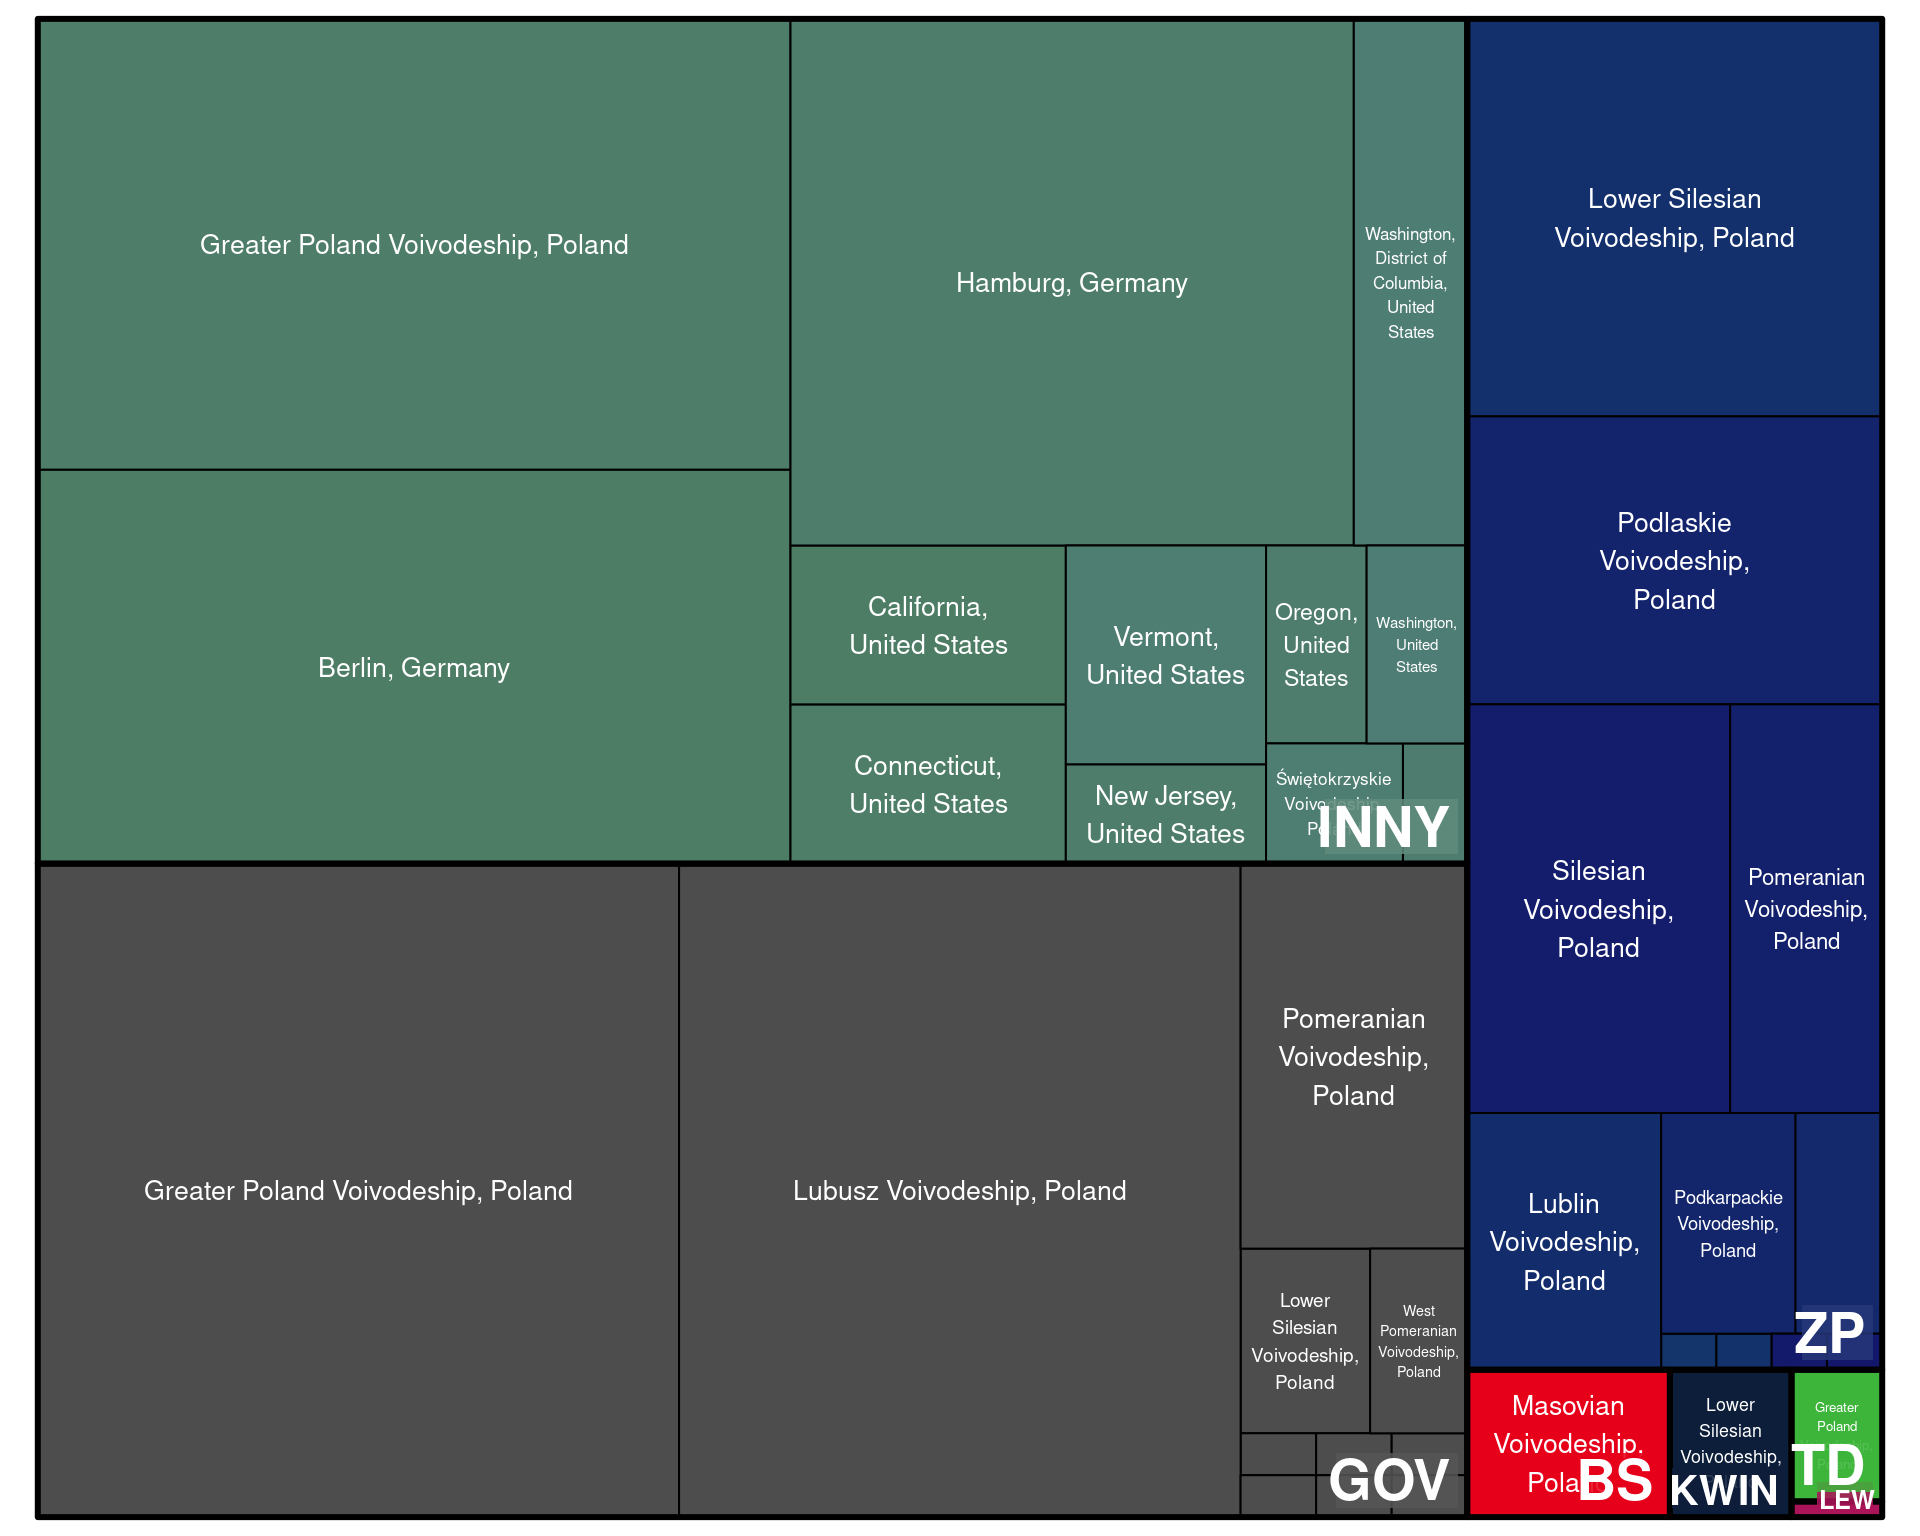 Greater Poland Voivodeship, Poland
Hamburg, Germany
Washington,
District of
Columbia,
United
States
Berlin, Germany
California,
United States
Connecticut,
United States
Vermont,
United States
New Jersey,
United States
Oregon,
United
States
Washington,
United
States
Świętokrzyskie
INNY
Greater Poland Voivodeship, Poland
Lubusz Voivodeship, Poland
Pomeranian
Voivodeship,
Poland
Lower
Silesian
Voivodeship,
Poland
West
Pomeranian
Voivodeship,
Poland
GOV
Lower Silesian
Voivodeship, Poland
Podlaskie
Voivodeship,
Poland
Silesian
Voivodeship,
Poland
Pomeranian
Voivodeship,
Poland
Lublin
Voivodeship,
Poland
Podkarpackie
Voivodeship,
Poland
ZP
Masovian
Voivodeship,
Poland
BS
Lower
Silesian
Voivodeship,
KWIN
Greater
Poland
TD
LEW